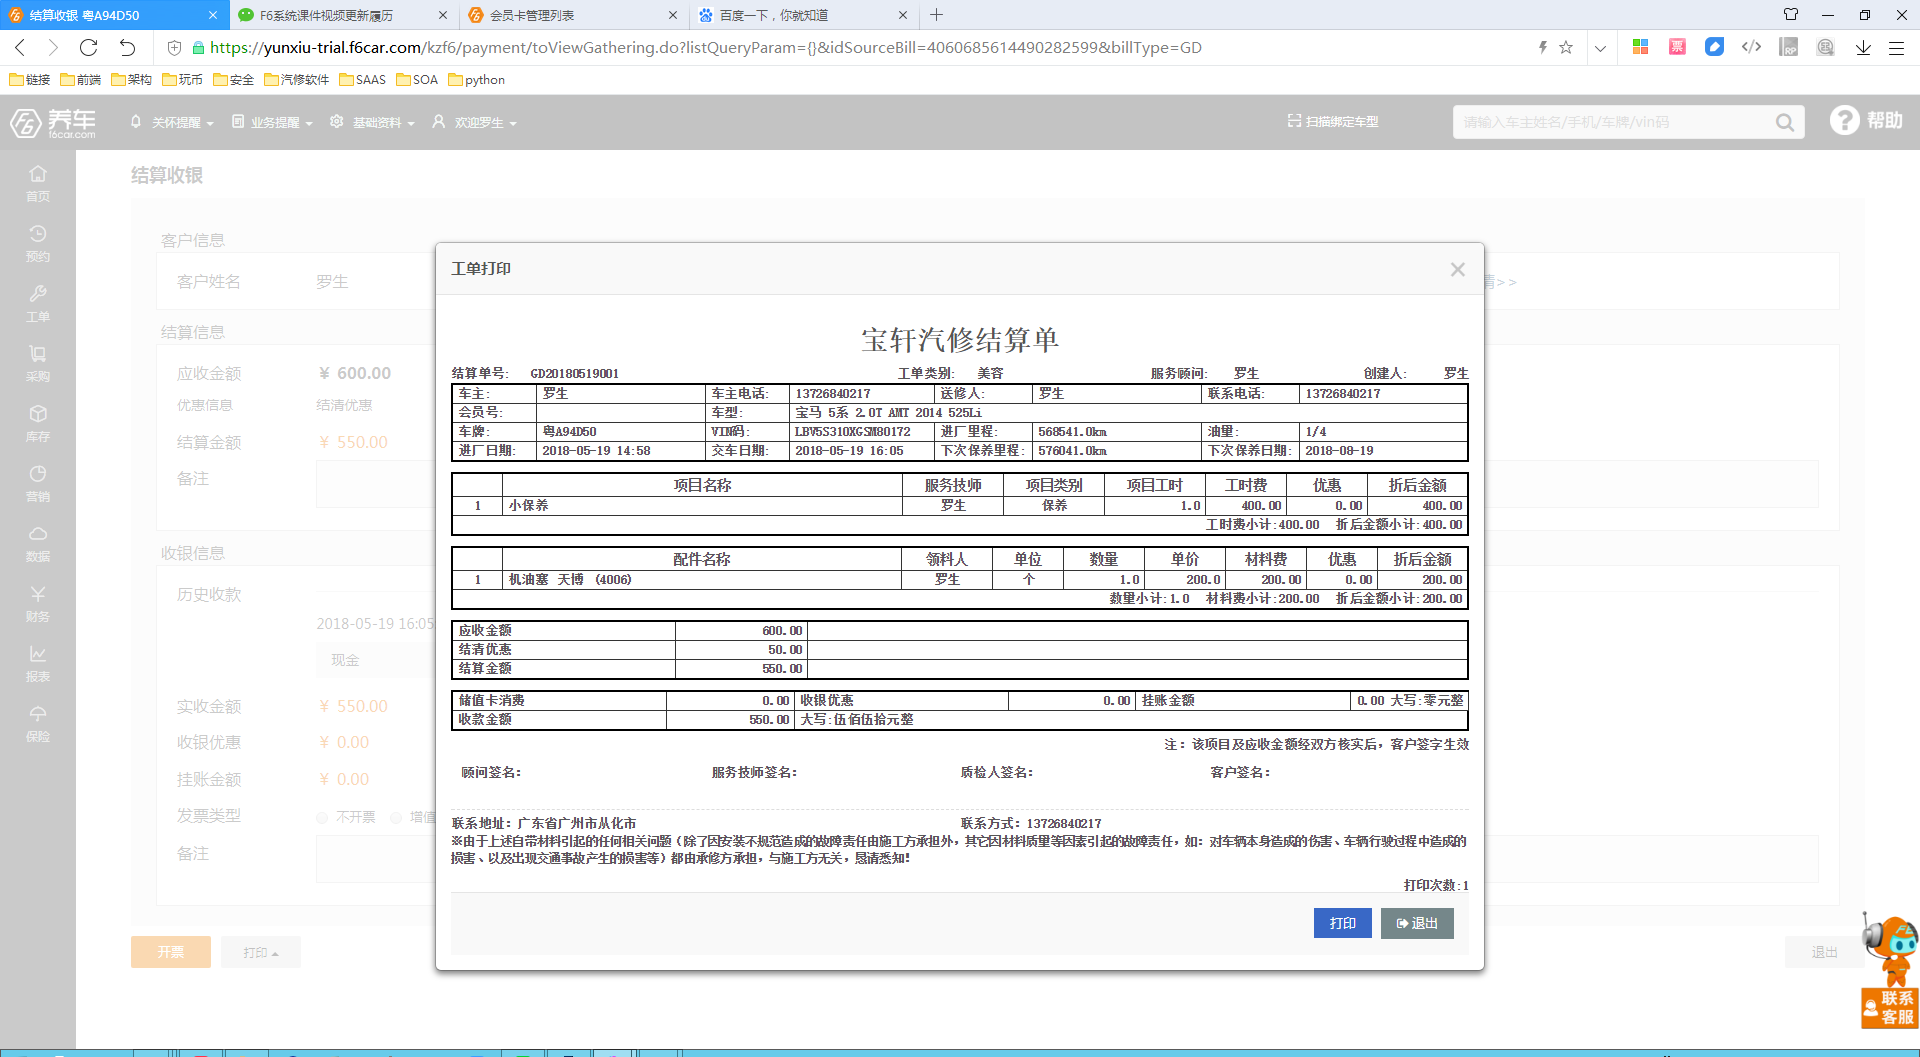 结算收银 粤A94D50
F6系统课件视频更新履历
会员卡管理列表
百度一下，你就知道
https://yunxiu-trial.f6car.com/kzf6/payment/toViewGathering.do?listQueryParam={}&idSourceBill=4060685614490282599&billType=GD
链接 前端 架构 玩币 安全 汽修软件 SAAS SOA python
F6 养车 f6car.com
关怀提醒 业务提醒 基础资料 欢迎罗生
扫描绑定车型
请输入车主姓名/手机/车牌/vin码
帮助
首页
预约
工单
采购
库存
营销
数据
财务
报表
保险
结算收银
客户信息
客户姓名 罗生
情>>
结算信息
应收金额 ¥ 600.00
优惠信息 结清优惠
结算金额 ¥ 550.00
备注
收银信息
历史收款
2018-05-19 16:05
现金
实收金额 ¥ 550.00
收银优惠 ¥ 0.00
挂账金额 ¥ 0.00
发票类型 不开票 增值
备注
开票 打印 退出
工单打印
宝轩汽修结算单
结算单号: GD20180519001 工单类别: 美容 服务顾问: 罗生 创建人: 罗生
车主: 罗生 车主电话: 13726840217 送修人: 罗生 联系电话: 13726840217
会员号: 车型: 宝马 5系 2.0T AMT 2014 525Li
车牌: 粤A94D50 VIN码: LBV5S310XGSM80172 进厂里程: 568541.0km 油量: 1/4
进厂日期: 2018-05-19 14:58 交车日期: 2018-05-19 16:05 下次保养里程: 576041.0km 下次保养日期: 2018-08-19
项目名称 服务技师 项目类别 项目工时 工时费 优惠 折后金额
1 小保养 罗生 保养 1.0 400.00 0.00 400.00
工时费小计:400.00 折后金额小计:400.00
配件名称 领料人 单位 数量 单价 材料费 优惠 折后金额
1 机油塞 天博 (4006) 罗生 个 1.0 200.0 200.00 0.00 200.00
数量小计:1.0 材料费小计:200.00 折后金额小计:200.00
应收金额 600.00
结清优惠 50.00
结算金额 550.00
储值卡消费 0.00 收银优惠 0.00 挂账金额 0.00 大写:零元整
收款金额 550.00 大写:伍佰伍拾元整
注：该项目及应收金额经双方核实后，客户签字生效
顾问签名: 服务技师签名: 质检人签名: 客户签名:
联系地址：广东省广州市从化市 联系方式：13726840217
※由于上述自带材料引起的任何相关问题（除了因安装不规范造成的故障责任由施工方承担外，其它因材料质量等因素引起的故障责任，如：对车辆本身造成的伤害、车辆行驶过程中造成的
损害、以及出现交通事故产生的损害等）都由承修方承担，与施工方无关，恳请悉知！
打印次数:1
打印 退出
联系
客服